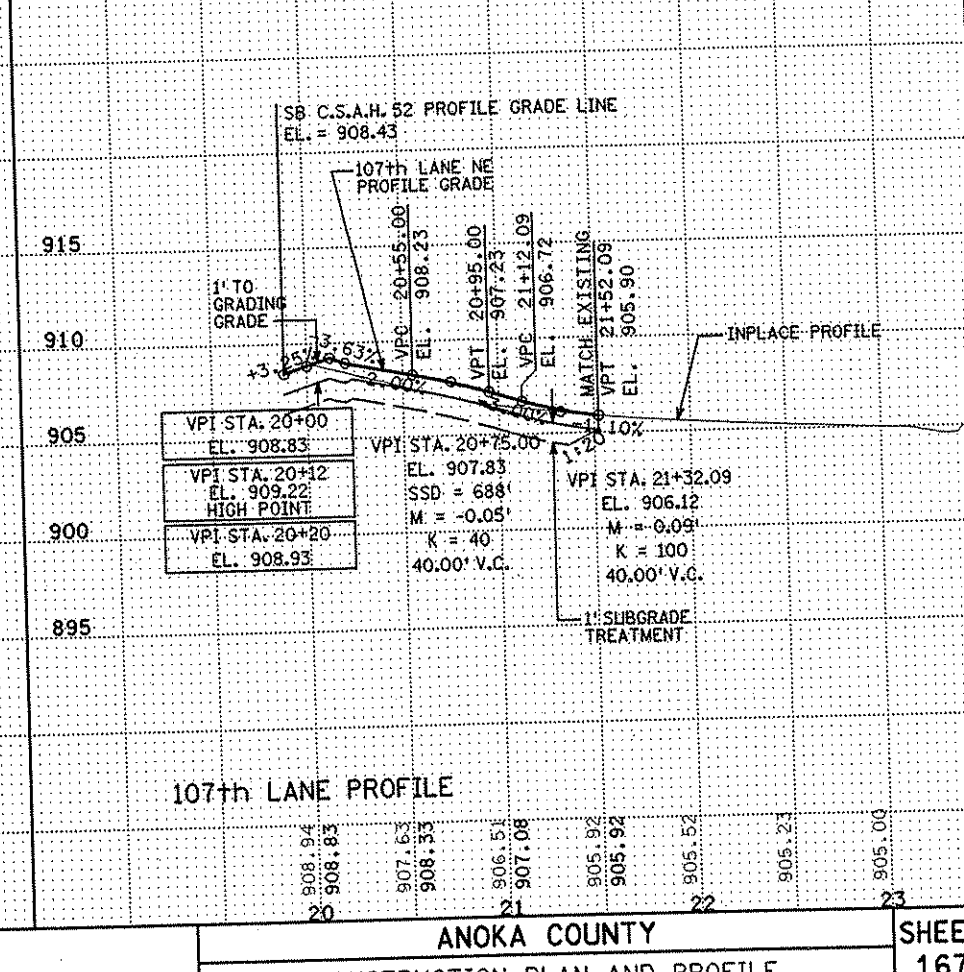 SB C.S.A.H. 52 PROFILE GRADE LINE
EL. = 908.43
107th LANE NE
PROFILE GRADE
915
910
905
900
895
1' TO
GRADING
GRADE
VPC 20+55.00
EL. 908.23
VPT 20+95.00
EL. 907.23
VPC 21+12.09
EL. 906.72
MATCH EXISTING
VPT 21+52.09
EL. 905.90
INPLACE PROFILE
+3.25%
3.63%
-2.00%
-3.00%
-1.10%
1:20
VPI STA. 20+00
EL. 908.83
VPI STA. 20+12
EL. 909.22
HIGH POINT
VPI STA. 20+20
EL. 908.93
VPI STA. 20+75.00
EL. 907.83
SSD = 688'
M = -0.05'
K = 40
40.00' V.C.
VPI STA. 21+32.09
EL. 906.12
M = 0.09'
K = 100
40.00' V.C.
1' SUBGRADE
TREATMENT
107th LANE PROFILE
908.94
908.83
907.63
908.33
906.51
907.08
905.92
905.92
905.52
905.23
905.00
20
21
22
23
ANOKA COUNTY
SHEE
167
PLAN AND PROFILE